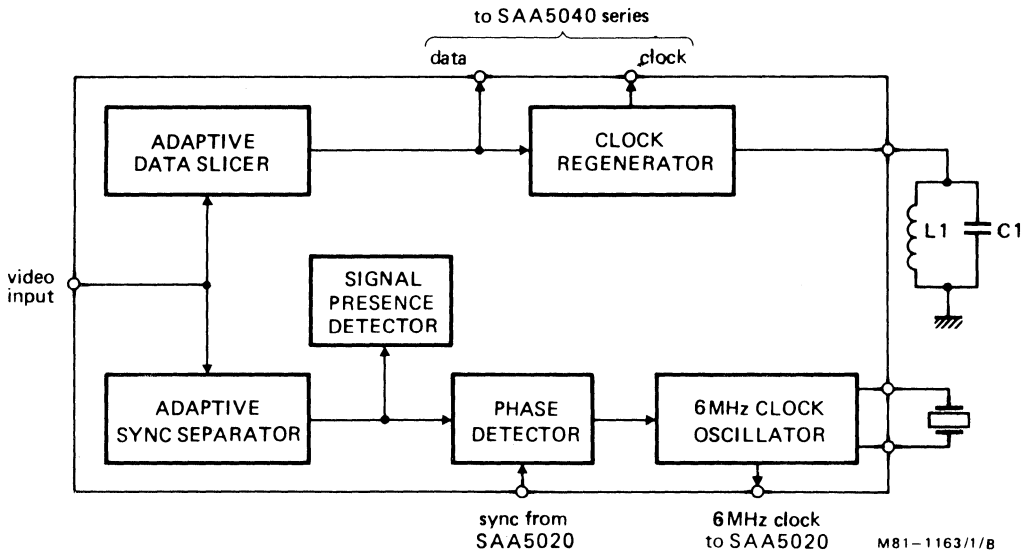 to SAA5040 series
data
clock
ADAPTIVE
DATA SLICER
CLOCK
REGENERATOR
L1
C1
video
input
SIGNAL
PRESENCE
DETECTOR
ADAPTIVE
SYNC SEPARATOR
PHASE
DETECTOR
6MHz CLOCK
OSCILLATOR
sync from
SAA5020
6MHz clock
to SAA5020
M81-1163/1/B